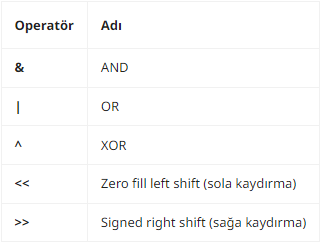 Operatör Adı
& AND
| OR
^ XOR
<< Zero fill left shift (sola kaydırma)
>> Signed right shift (sağa kaydırma)